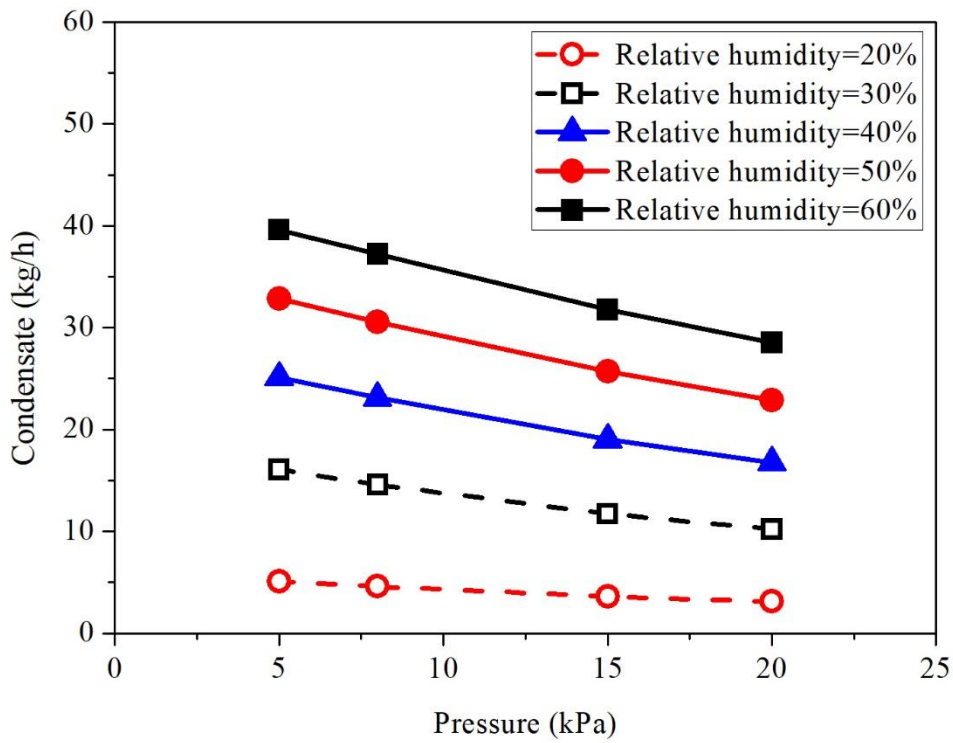 60
50
40
30
20
10
0
0
5
10
15
20
25
Condensate (kg/h)
Pressure (kPa)
Relative humidity=20%
Relative humidity=30%
Relative humidity=40%
Relative humidity=50%
Relative humidity=60%